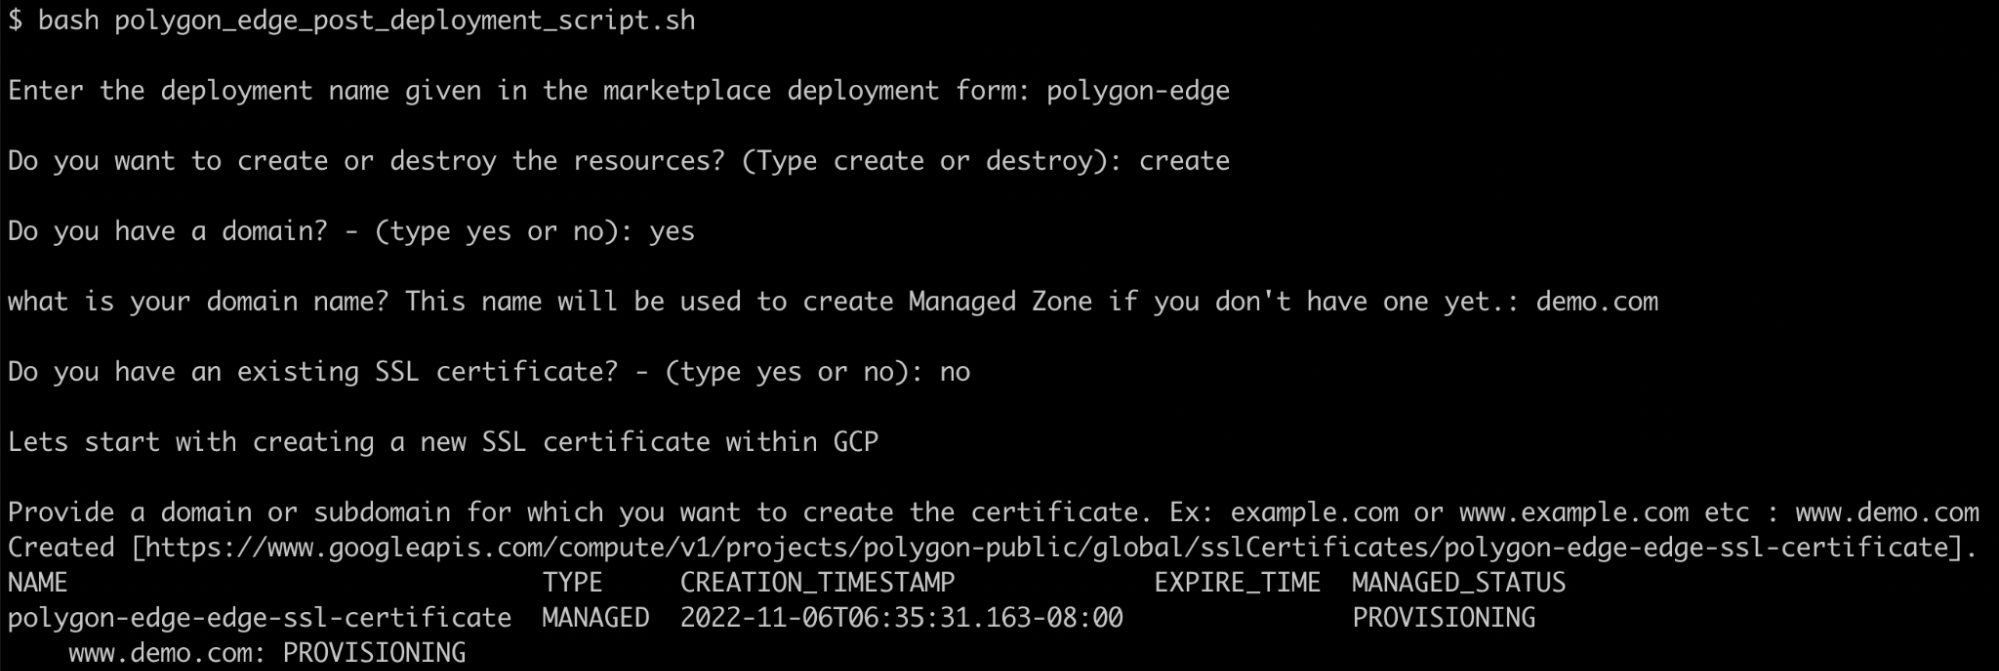 $ bash polygon_edge_post_deployment_script.sh
Enter the deployment name given in the marketplace deployment form: polygon-edge
Do you want to create or destroy the resources? (Type create or destroy): create
Do you have a domain? - (type yes or no): yes
what is your domain name? This name will be used to create Managed Zone if you don't have one yet.: demo.com
Do you have an existing SSL certificate? - (type yes or no): no
Lets start with creating a new SSL certificate within GCP
Provide a domain or subdomain for which you want to create the certificate. Ex: example.com or www.example.com etc : www.demo.com
Created [https://www.googleapis.com/compute/v1/projects/polygon-public/global/sslCertificates/polygon-edge-edge-ssl-certificate].
NAME TYPE CREATION_TIMESTAMP EXPIRE_TIME MANAGED_STATUS
polygon-edge-edge-ssl-certificate MANAGED 2022-11-06T06:35:31.163-08:00 PROVISIONING
www.demo.com: PROVISIONING